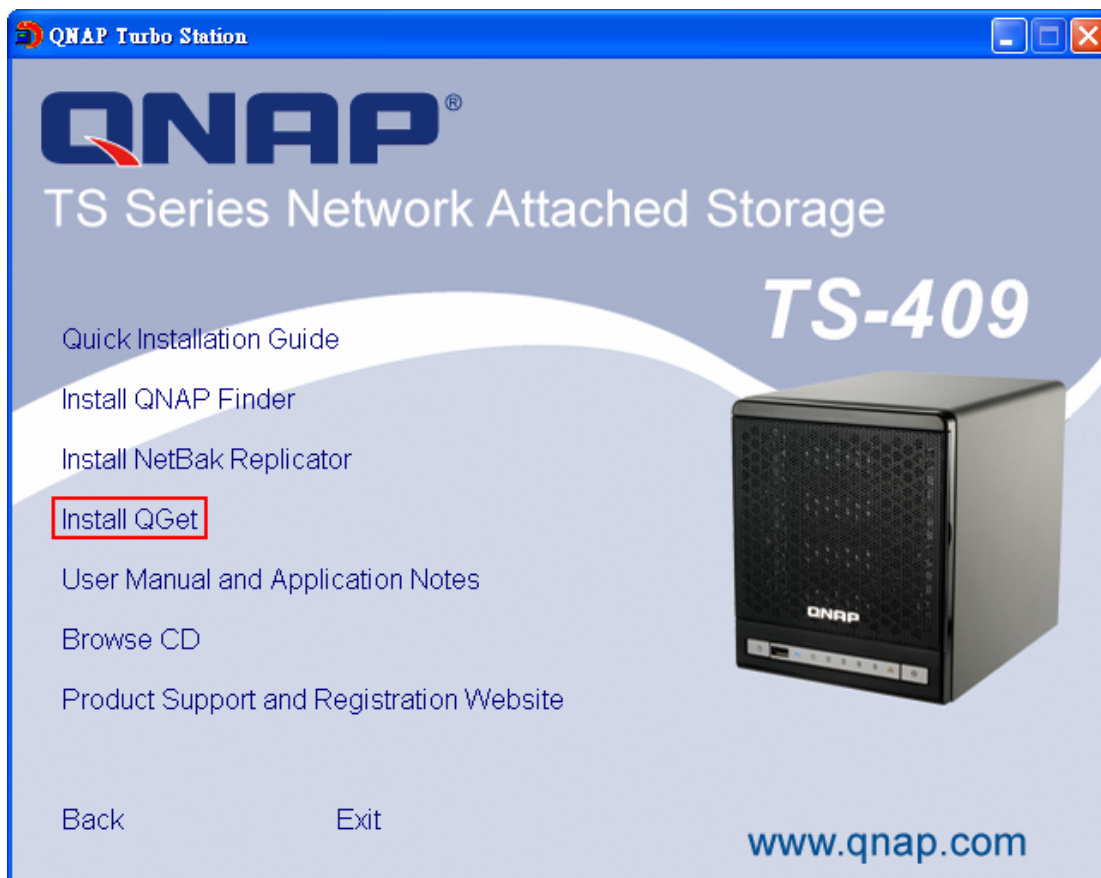 QNAP Turbo Station
QNAP®
TS Series Network Attached Storage
TS-409
Quick Installation Guide
Install QNAP Finder
Install NetBak Replicator
Install QGet
User Manual and Application Notes
Browse CD
Product Support and Registration Website
QNAP
Back
Exit
www.qnap.com